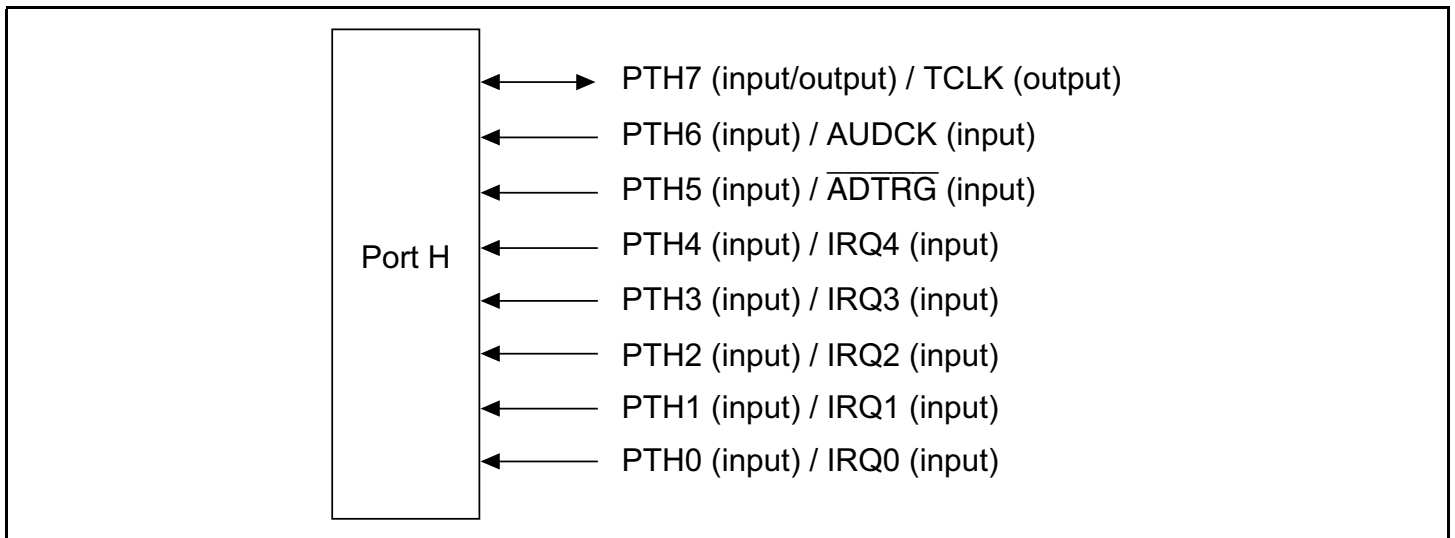 PTH7 (input/output) / TCLK (output)
PTH6 (input) / AUDCK (input)
PTH5 (input) / A̅D̅T̅R̅G̅ (input)
Port H
PTH4 (input) / IRQ4 (input)
PTH3 (input) / IRQ3 (input)
PTH2 (input) / IRQ2 (input)
PTH1 (input) / IRQ1 (input)
PTH0 (input) / IRQ0 (input)